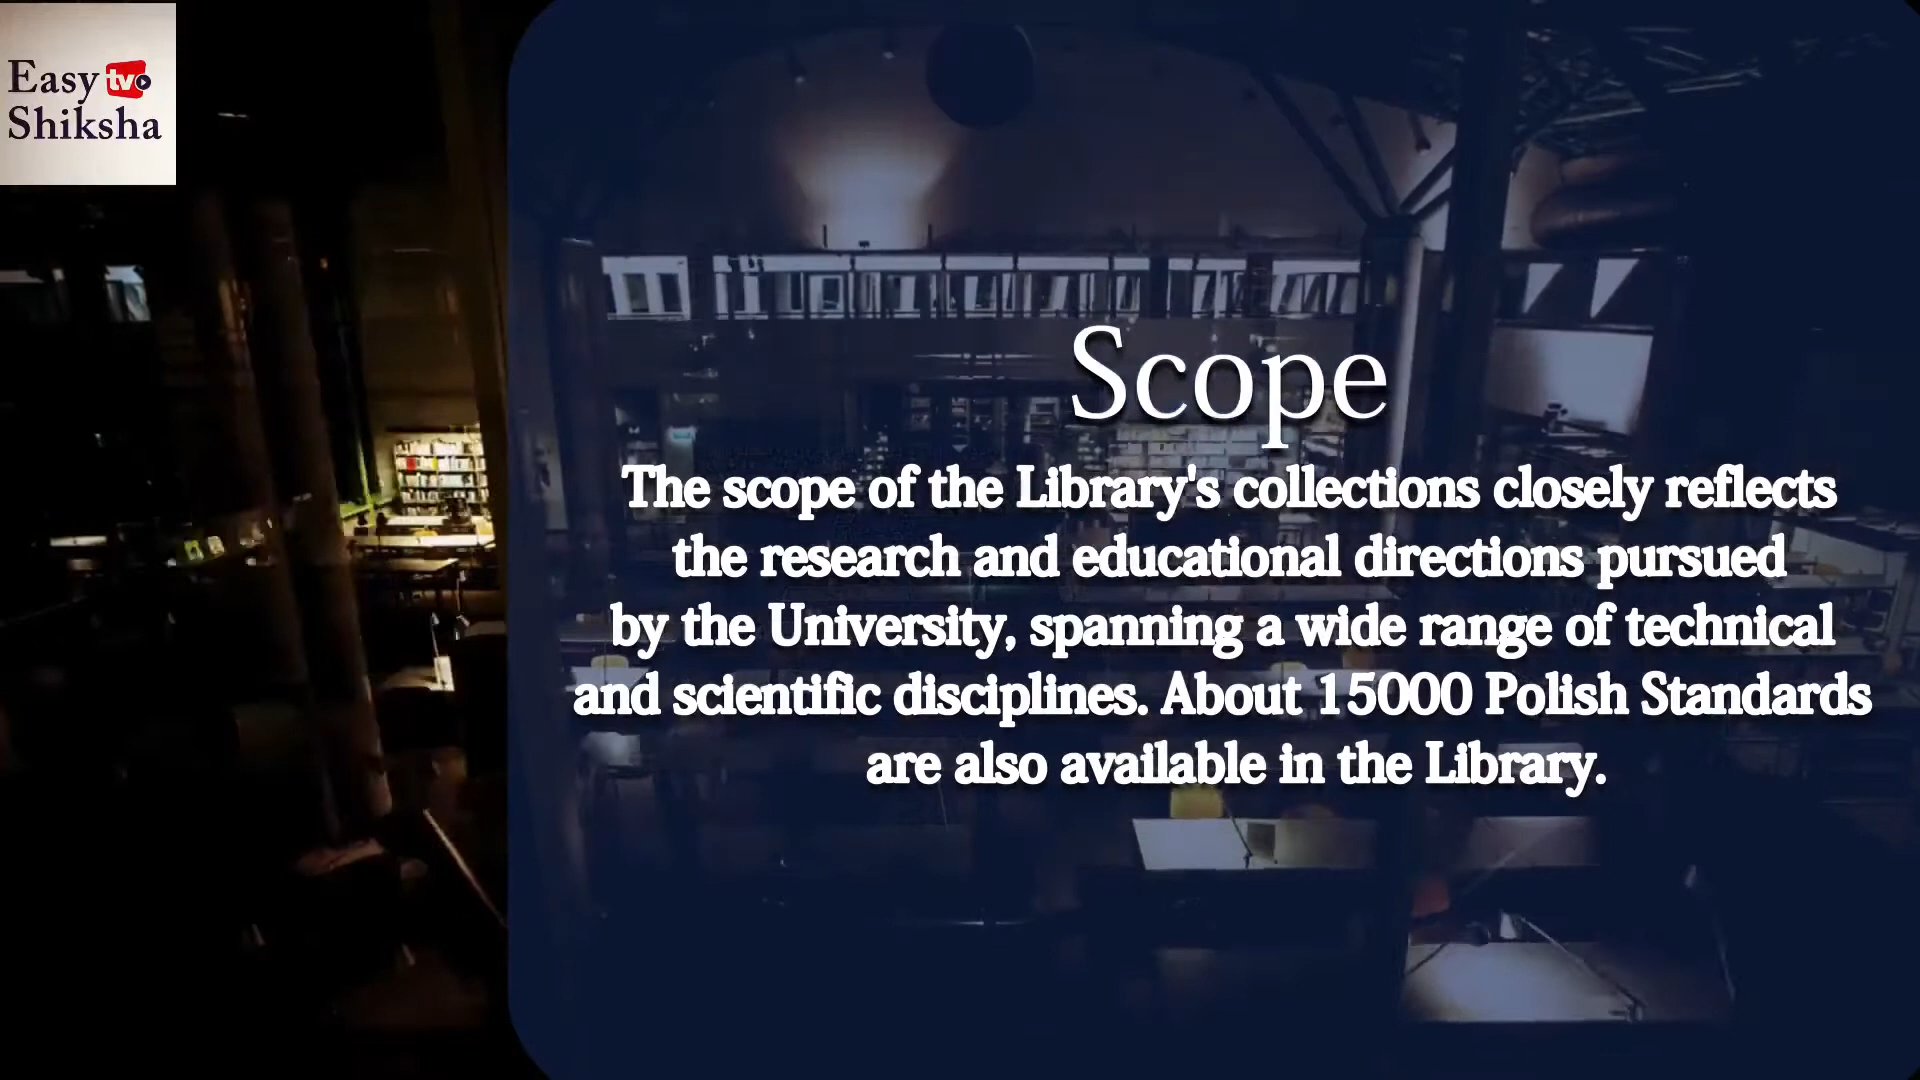 Easy tv
Shiksha
Scope
The scope of the Library's collections closely reflects
the research and educational directions pursued
by the University, spanning a wide range of technical
and scientific disciplines. About 15000 Polish Standards
are also available in the Library.